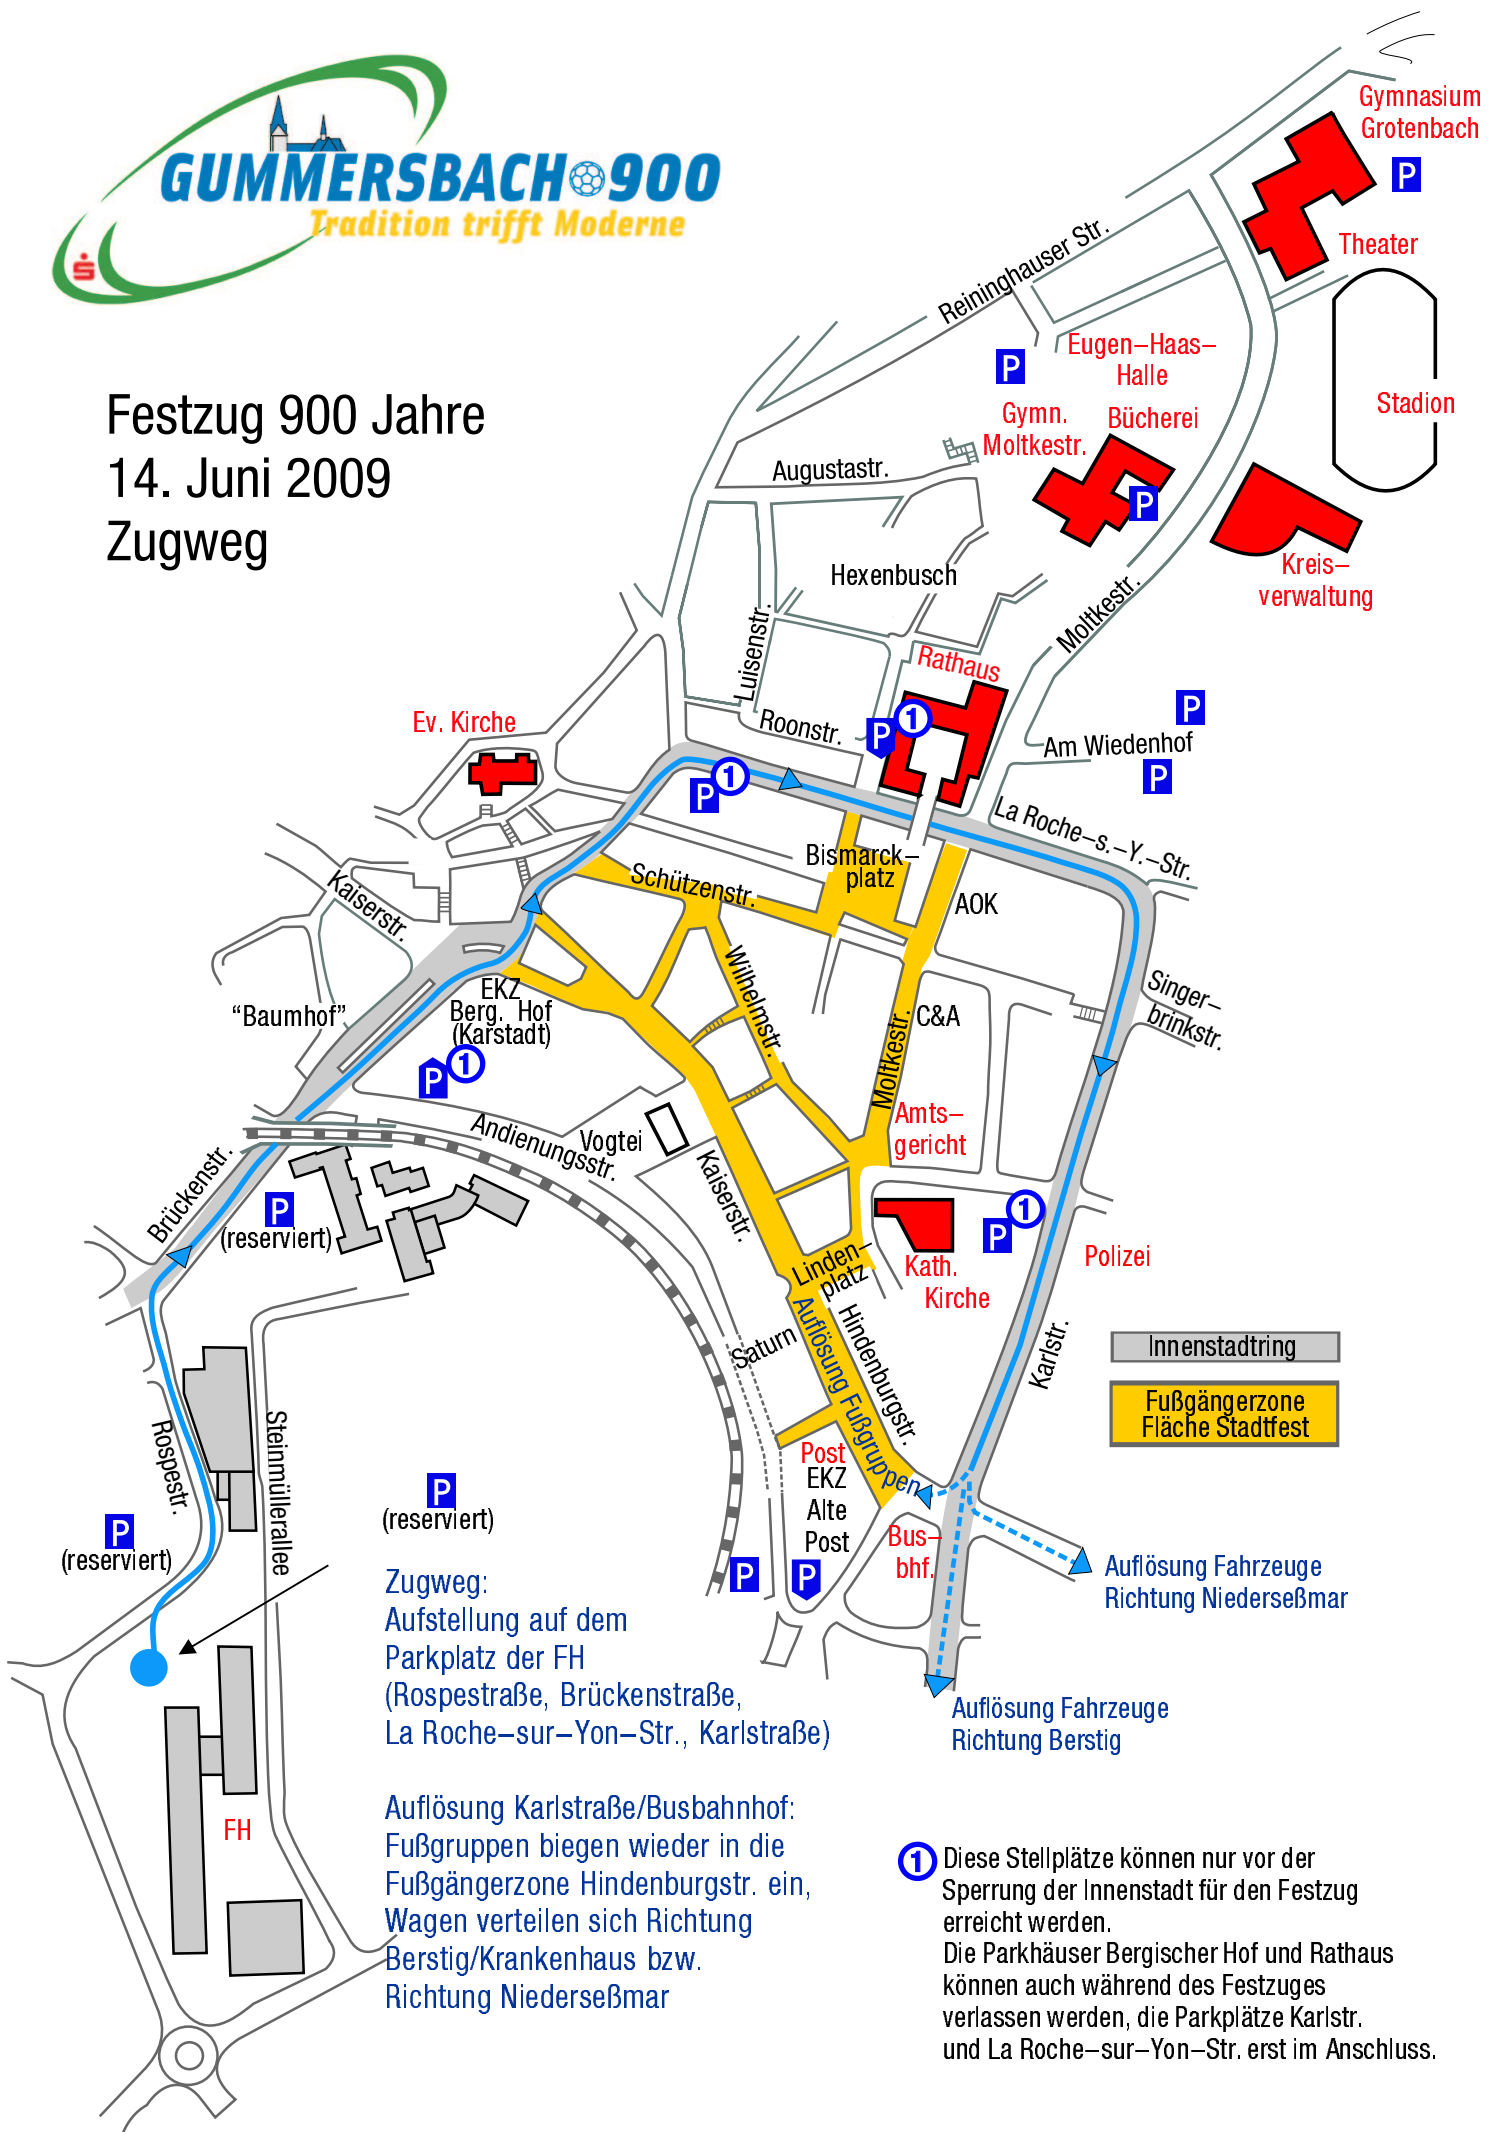 GUMMERSBACH 900
Tradition trifft Moderne
Festzug 900 Jahre
14. Juni 2009
Zugweg
Gymnasium
Grotenbach
P
Theater
Reininghauser Str.
Eugen–Haas–
Halle
P
Stadion
Gymn.
Moltkestr.
Bücherei
P
Augustastr.
Kreis–
verwaltung
Hexenbusch
Moltkestr.
Luisenstr.
Rathaus
P
1
Ev. Kirche
Roonstr.
P
Am Wiedenhof
P
P
1
La Roche–s.–Y.–Str.
Bismarck–
platz
Schützenstr.
AOK
Kaiserstr.
Wilhelmstr.
Singer–
brinkstr.
"Baumhof"
EKZ
Berg. Hof
(Karstadt)
P
1
C&A
Moltkestr.
Amts–
gericht
Andienungsstr.
Vogtei
Kaiserstr.
Brückenstr.
P
(reserviert)
P
1
Kath.
Kirche
Polizei
Linden–
platz
Auflösung Fußgruppen
Hindenburgstr.
Saturn
Karlstr.
Innenstadtring
Fußgängerzone
Fläche Stadtfest
Rospestr.
Steinmüllerallee
Post
EKZ
Alte
Post
P
(reserviert)
P
(reserviert)
Bus–
bhf.
P
P
Auflösung Fahrzeuge
Richtung Niederseßmar
Auflösung Fahrzeuge
Richtung Berstig
Zugweg:
Aufstellung auf dem
Parkplatz der FH
(Rospestraße, Brückenstraße,
La Roche–sur–Yon–Str., Karlstraße)
FH
Auflösung Karlstraße/Busbahnhof:
Fußgruppen biegen wieder in die
Fußgängerzone Hindenburgstr. ein,
Wagen verteilen sich Richtung
Berstig/Krankenhaus bzw.
Richtung Niederseßmar
1 Diese Stellplätze können nur vor der
Sperrung der Innenstadt für den Festzug
erreicht werden.
Die Parkhäuser Bergischer Hof und Rathaus
können auch während des Festzuges
verlassen werden, die Parkplätze Karlstr.
und La Roche–sur–Yon–Str. erst im Anschluss.